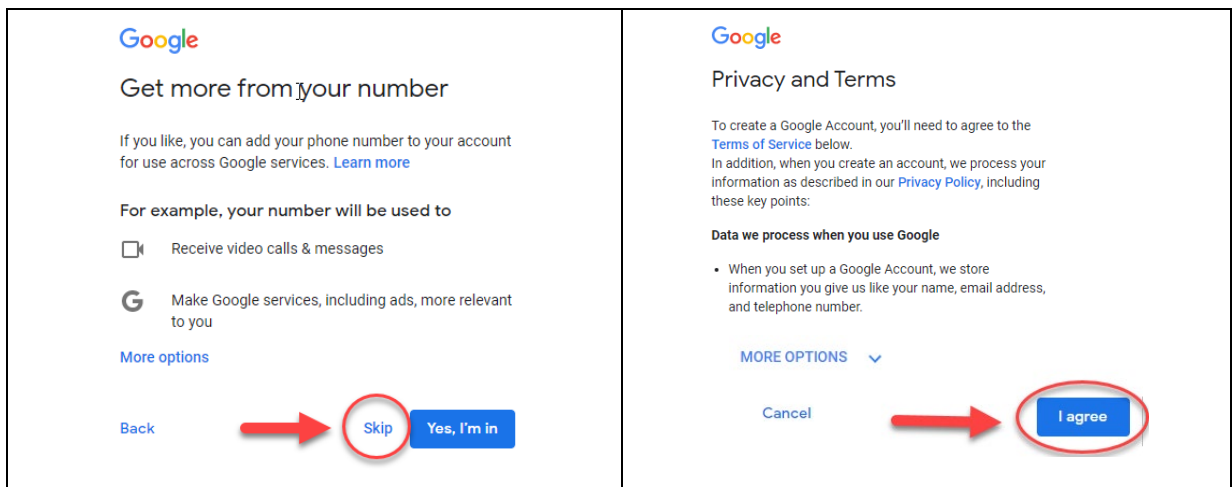 Google
Get more from your number
If you like, you can add your phone number to your account
for use across Google services. Learn more
For example, your number will be used to
Receive video calls & messages
G
Make Google services, including ads, more relevant
to you
More options
Back
Skip
Yes, I'm in
Google
Privacy and Terms
To create a Google Account, you'll need to agree to the
Terms of Service below.
In addition, when you create an account, we process your
information as described in our Privacy Policy, including
these key points:
Data we process when you use Google
• When you set up a Google Account, we store
information you give us like your name, email address,
and telephone number.
MORE OPTIONS
Cancel
I agree